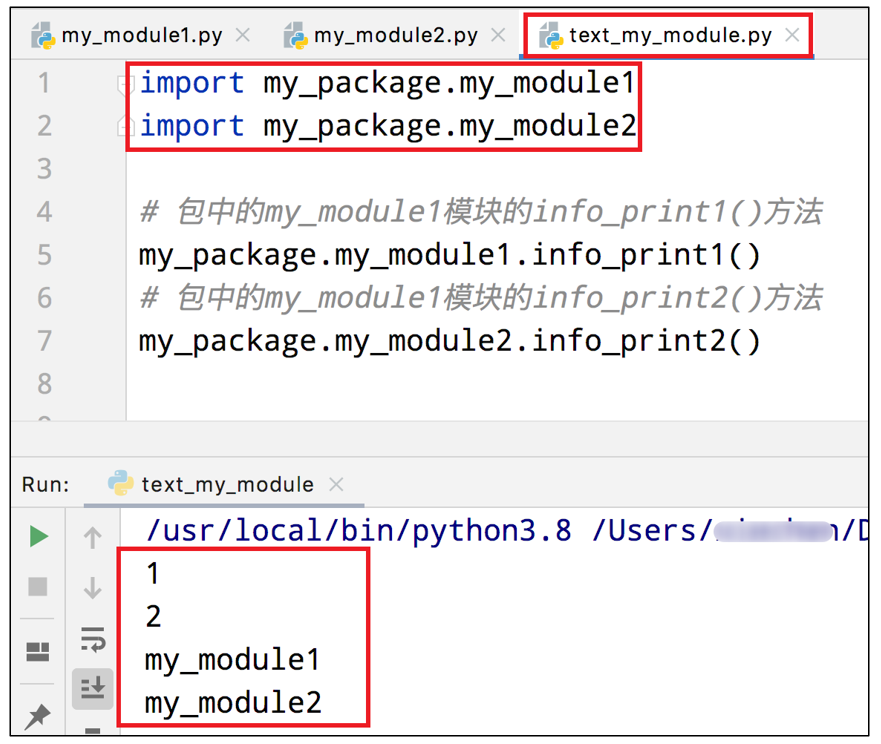 my_module1.py my_module2.py text_my_module.py
1 import my_package.my_module1
2 import my_package.my_module2
3
4 # 包中的my_module1模块的info_print1()方法
5 my_package.my_module1.info_print1()
6 # 包中的my_module1模块的info_print2()方法
7 my_package.my_module2.info_print2()
8
Run: text_my_module
/usr/local/bin/python3.8 /Users/
1
2
my_module1
my_module2